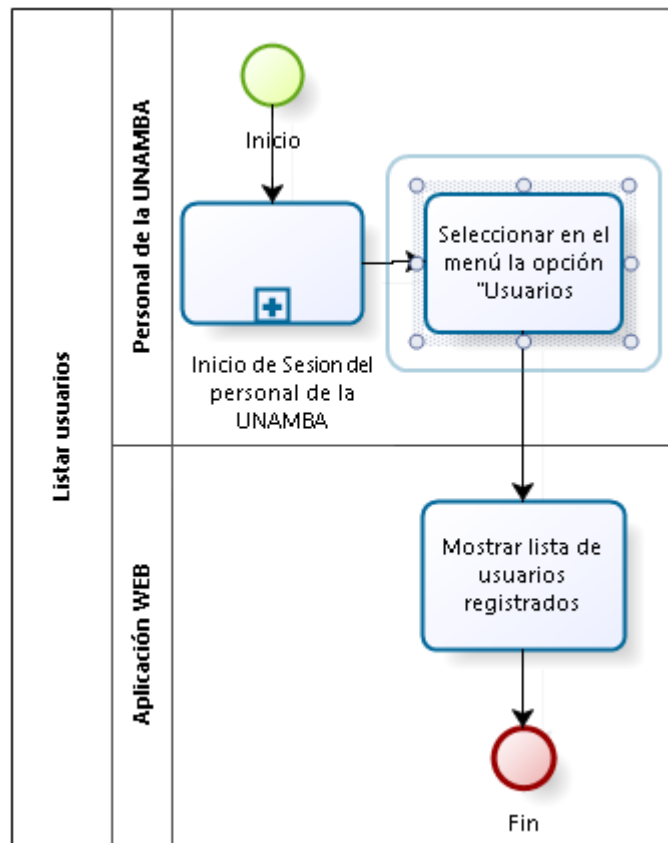 Listar usuarios
Personal de la UNAMBA
Inicio
Seleccionar en el
menú la opción
"Usuarios
Inicio de Sesion del
personal de la
UNAMBA
Aplicación WEB
Mostrar lista de
usuarios
registrados
Fin